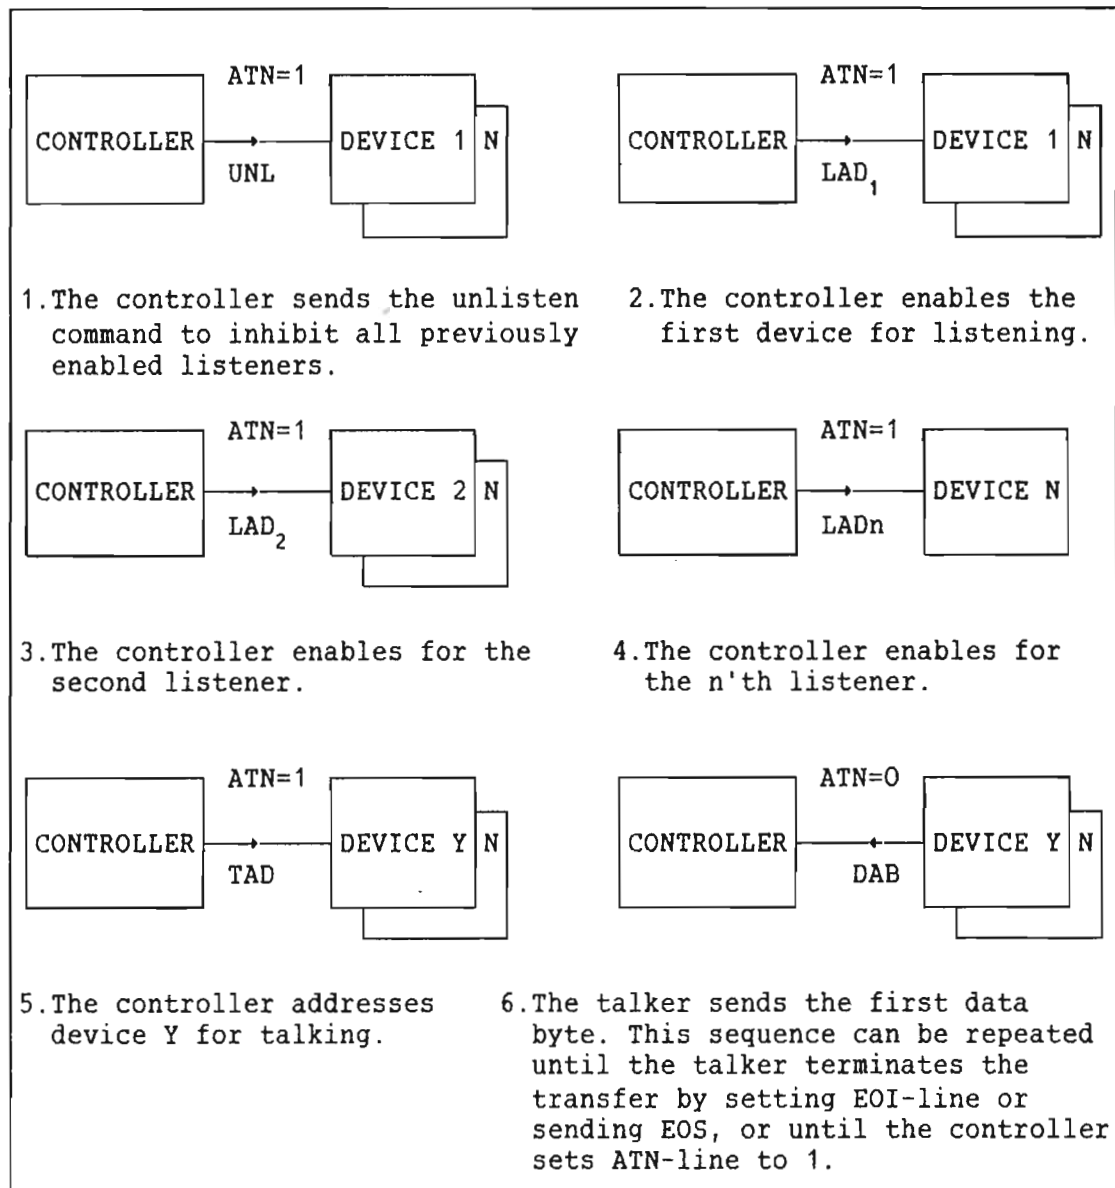 ATN=1
CONTROLLER
DEVICE 1
N
UNL
1.The controller sends the unlisten
command to inhibit all previously
enabled listeners.
ATN=1
CONTROLLER
DEVICE 1
N
LAD₁
2.The controller enables the
first device for listening.
ATN=1
CONTROLLER
DEVICE 2
N
LAD₂
3.The controller enables for the
second listener.
ATN=1
CONTROLLER
DEVICE N
LADn
4.The controller enables for
the n'th listener.
ATN=1
CONTROLLER
DEVICE Y
N
TAD
5.The controller addresses
device Y for talking.
ATN=0
CONTROLLER
DEVICE Y
N
DAB
6.The talker sends the first data
byte. This sequence can be repeated
until the talker terminates the
transfer by setting EOI-line or
sending EOS, or until the controller
sets ATN-line to 1.